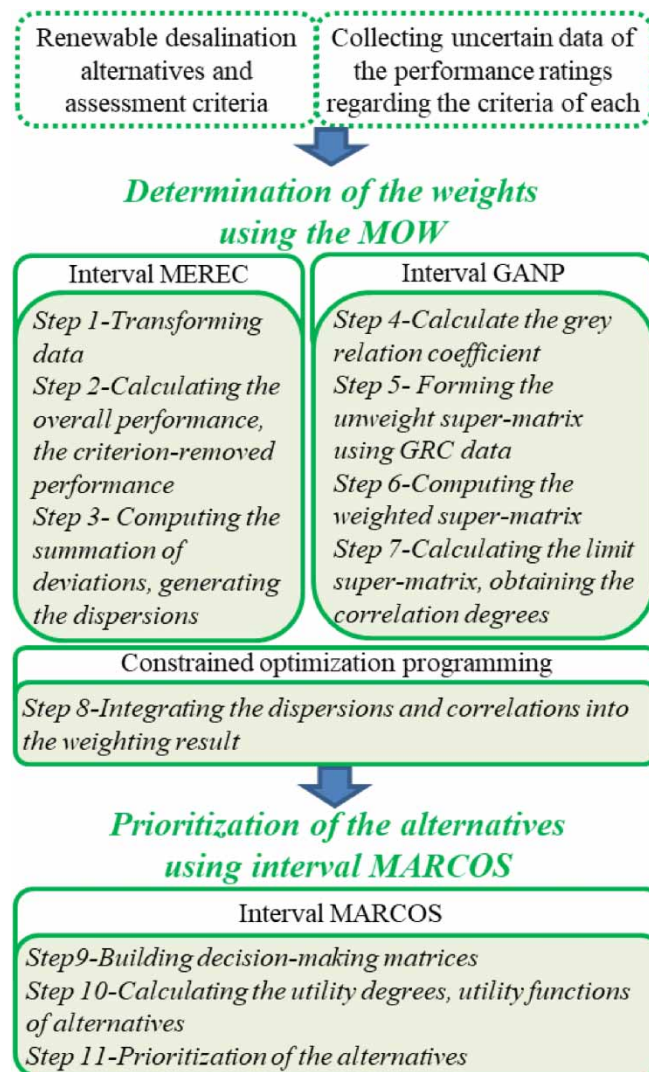 Renewable desalination
alternatives and
assessment criteria
Collecting uncertain data of
the performance ratings
regarding the criteria of each
Determination of the weights
using the MOW
Interval MEREC
Step 1-Transforming
data
Step 2-Calculating the
overall performance,
the criterion-removed
performance
Step 3- Computing the
summation of
deviations, generating
the dispersions
Interval GANP
Step 4-Calculate the grey
relation coefficient
Step 5- Forming the
unweight super-matrix
using GRC data
Step 6-Computing the
weighted super-matrix
Step 7-Calculating the limit
super-matrix, obtaining the
correlation degrees
Constrained optimization programming
Step 8-Integrating the dispersions and correlations into
the weighting result
Prioritization of the alternatives
using interval MARCOS
Interval MARCOS
Step9-Building decision-making matrices
Step 10-Calculating the utility degrees, utility functions
of alternatives
Step 11-Prioritization of the alternatives